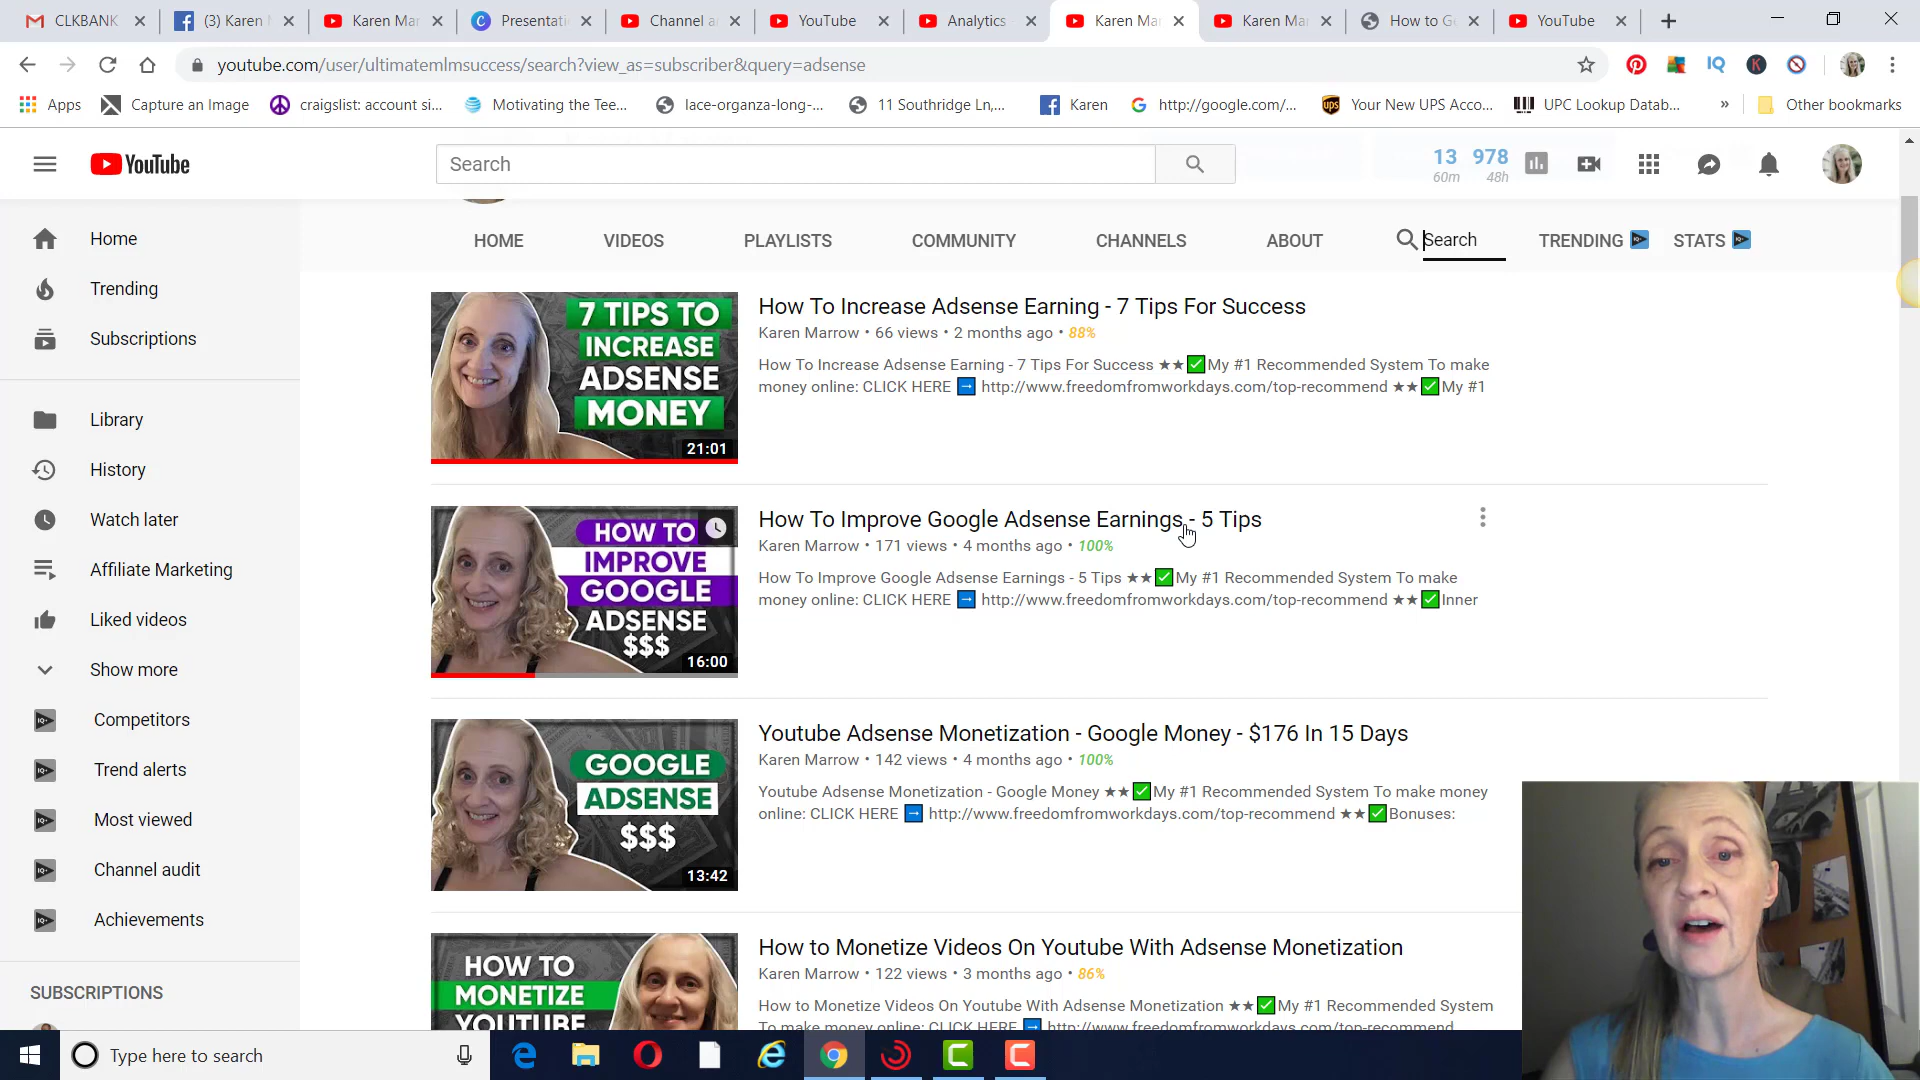 CLKBANK
(3) Karen
Karen Mar
Presentati
Channel a
YouTube
Analytics
Karen Ma
Karen Ma
How to G
YouTube
youtube.com/user/ultimatemlmsuccess/search?view_as=subscriber&query=adsense
Apps
Capture an Image
craigslist: account si...
Motivating the Tee...
lace-organza-long-...
11 Southridge Ln,...
Karen
http://google.com/...
Your New UPS Acco...
UPC Lookup Datab...
»
Other bookmarks
YouTube
Search
13 978
60m 48h
HOME
VIDEOS
PLAYLISTS
COMMUNITY
CHANNELS
ABOUT
Search
TRENDING
STATS
Home
Trending
Subscriptions
Library
History
Watch later
Affiliate Marketing
Liked videos
Show more
Competitors
Trend alerts
Most viewed
Channel audit
Achievements
SUBSCRIPTIONS
7 TIPS TO
INCREASE
ADSENSE
MONEY
21:01
How To Increase Adsense Earning - 7 Tips For Success
Karen Marrow • 66 views • 2 months ago • 88%
How To Increase Adsense Earning - 7 Tips For Success ★★✅My #1 Recommended System To make
money online: CLICK HERE ➡ http://www.freedomfromworkdays.com/top-recommend ★★✅My #1
HOW TO
IMPROVE
GOOGLE
ADSENSE
$$$
16:00
How To Improve Google Adsense Earnings - 5 Tips
Karen Marrow • 171 views • 4 months ago • 100%
How To Improve Google Adsense Earnings - 5 Tips ★★✅My #1 Recommended System To make
money online: CLICK HERE ➡ http://www.freedomfromworkdays.com/top-recommend ★★✅Inner
GOOGLE
ADSENSE
$$$
13:42
Youtube Adsense Monetization - Google Money - $176 In 15 Days
Karen Marrow • 142 views • 4 months ago • 100%
Youtube Adsense Monetization - Google Money ★★✅My #1 Recommended System To make money
online: CLICK HERE ➡ http://www.freedomfromworkdays.com/top-recommend ★★✅Bonuses:
HOW TO
MONETIZE
YOUTUBE
How to Monetize Videos On Youtube With Adsense Monetization
Karen Marrow • 122 views • 3 months ago • 86%
How to Monetize Videos On Youtube With Adsense Monetization ★★✅My #1 Recommended System
To make money online: CLICK HERE ➡ http://www.freedomfromworkdays.com/top-recommend
Type here to search